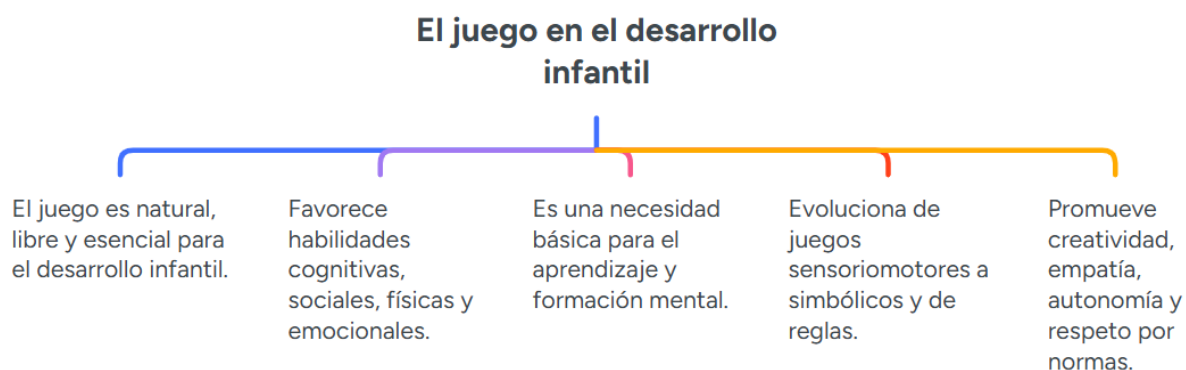 El juego en el desarrollo
infantil
El juego es natural,
libre y esencial para
el desarrollo infantil.
Favorece
habilidades
cognitivas,
sociales, físicas y
emocionales.
Es una necesidad
básica para el
aprendizaje y
formación mental.
Evoluciona de
juegos
sensoriomotores a
simbólicos y de
reglas.
Promueve
creatividad,
empatía,
autonomía y
respeto por
normas.